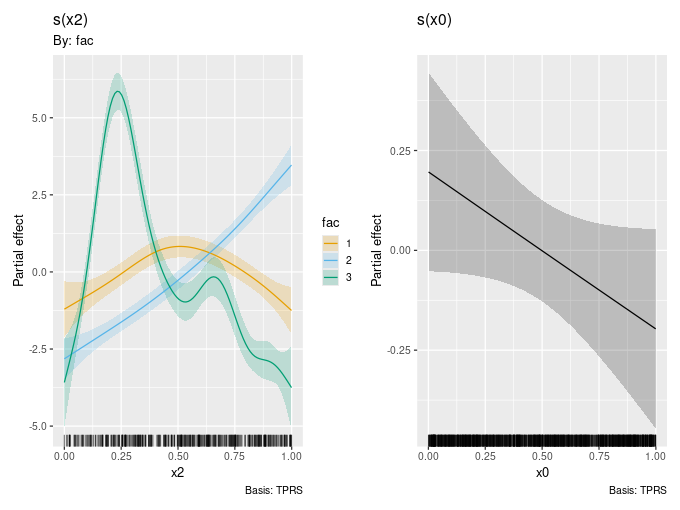 s(x2)
By: fac
5.0
2.5
0.0
-2.5
-5.0
Partial effect
0.00 0.25 0.50 0.75 1.00
x2
Basis: TPRS
fac
1
2
3
s(x0)
0.25
0.00
-0.25
Partial effect
0.00 0.25 0.50 0.75 1.00
x0
Basis: TPRS